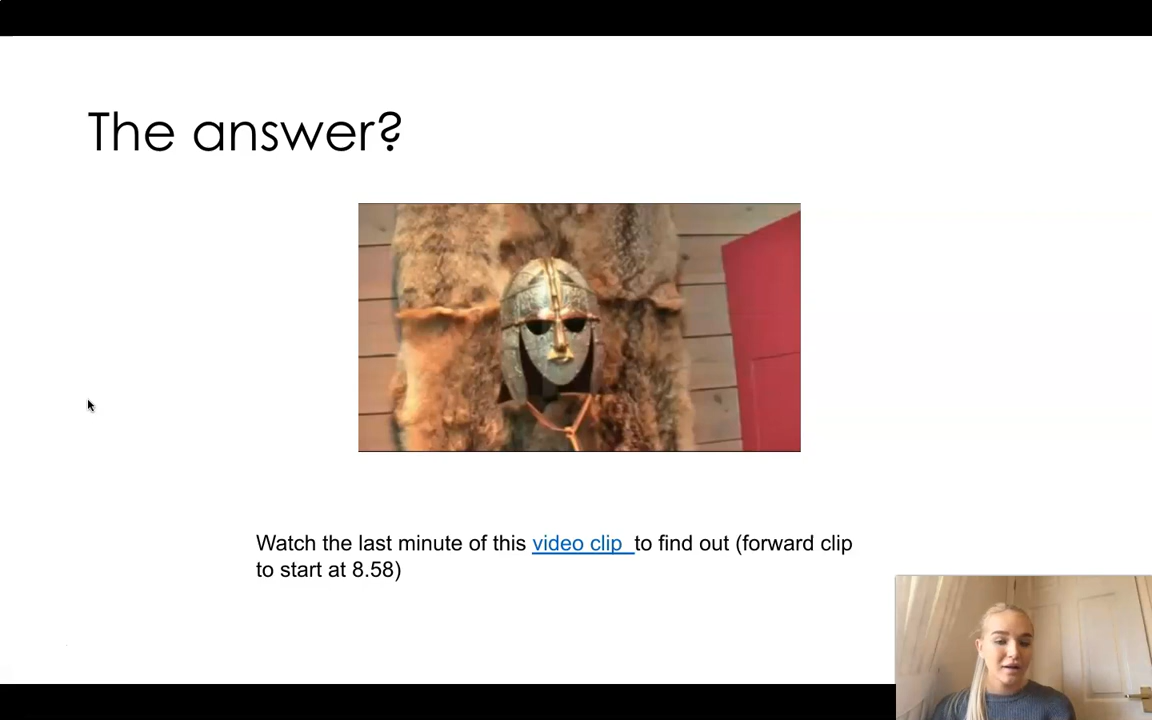 The answer?
Watch the last minute of this video clip to find out (forward clip
to start at 8.58)